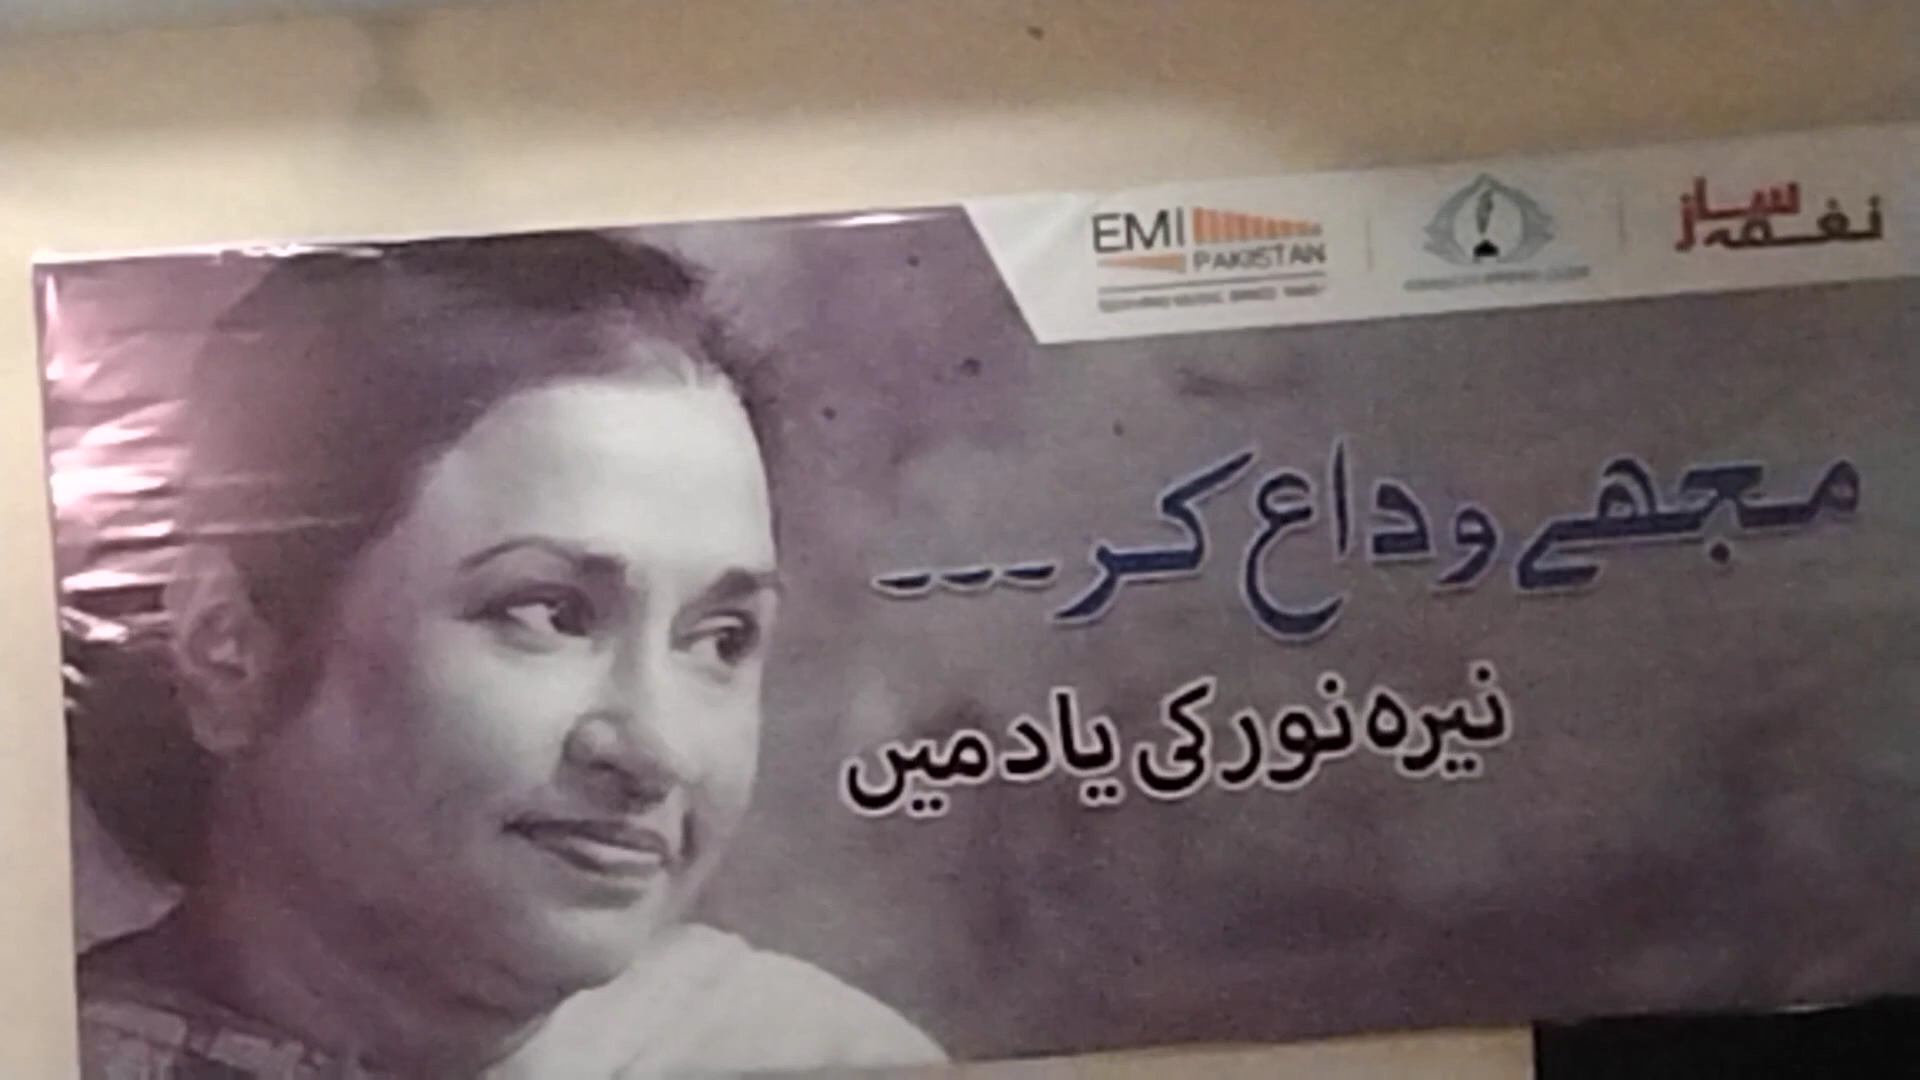 EMI
PAKISTAN
نغمہ ساز
مجھے وداع کر ---
نیرہ نور کی یاد میں